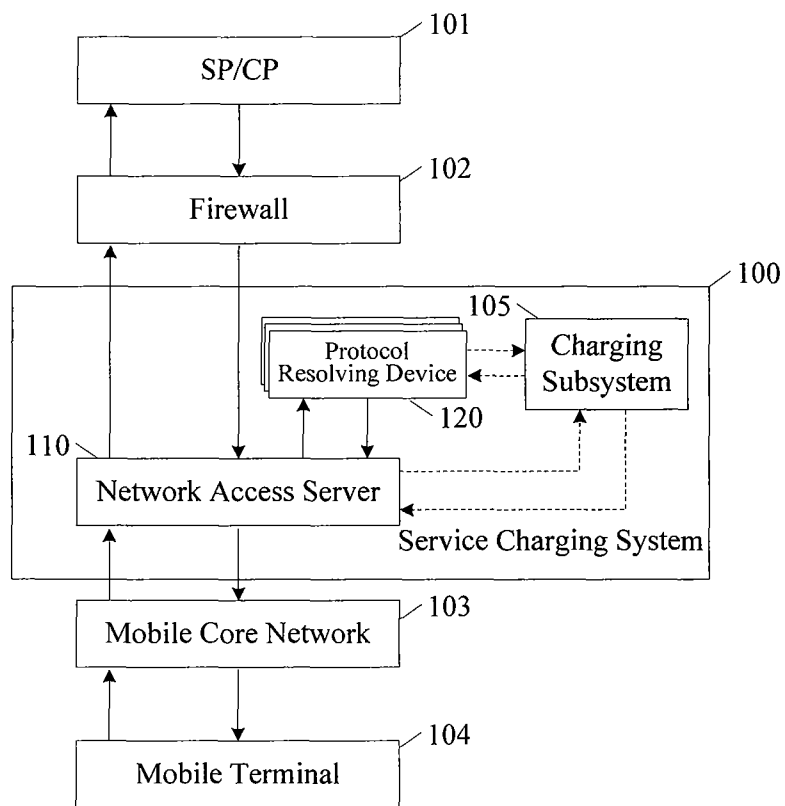 101
SP/CP
102
Firewall
100
105
Protocol
Resolving Device
Charging
Subsystem
120
110
Network Access Server
Service Charging System
103
Mobile Core Network
104
Mobile Terminal